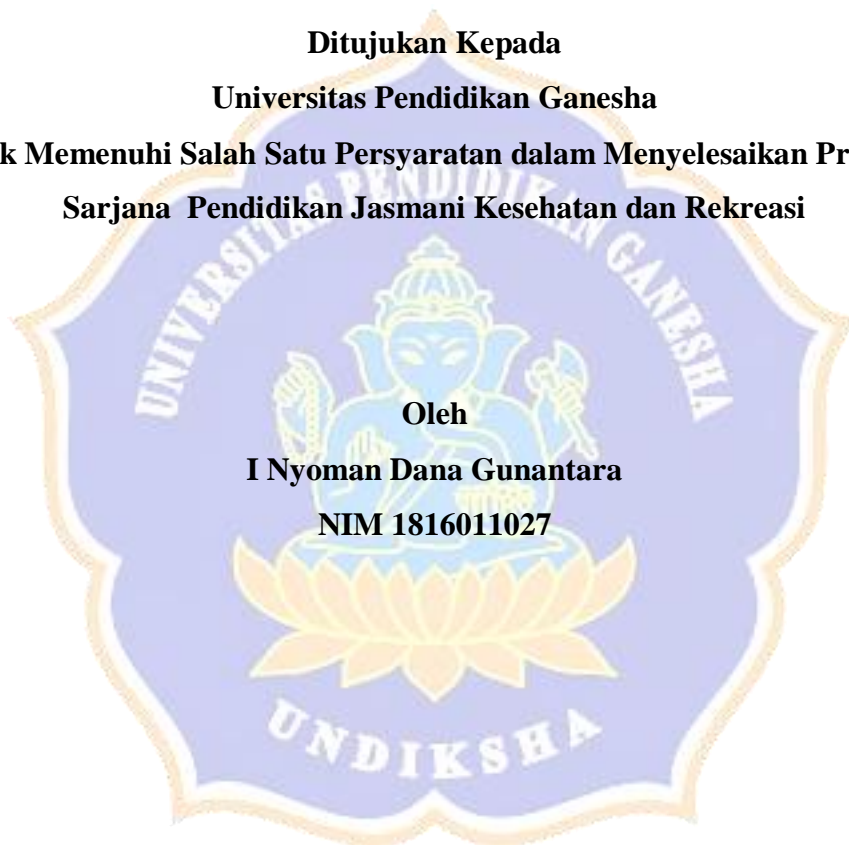 Ditujukan Kepada
Universitas Pendidikan Ganesha
k Memenuhi Salah Satu Persyaratan dalam Menyelesaikan Pr
Sarjana Pendidikan Jasmani Kesehatan dan Rekreasi
UNIVERSITAS PENDIDIKAN GANESHA
Oleh
I Nyoman Dana Gunantara
NIM 1816011027
UNDIKSHA